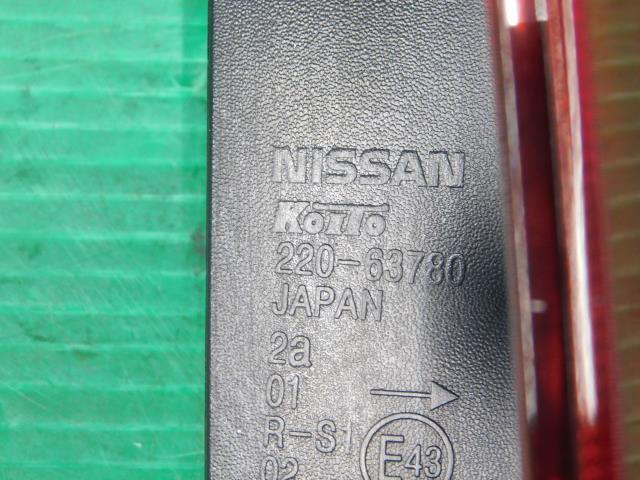 NISSAN
KoiTo
220-63780
JAPAN
2a
01
R-S1
E43
02